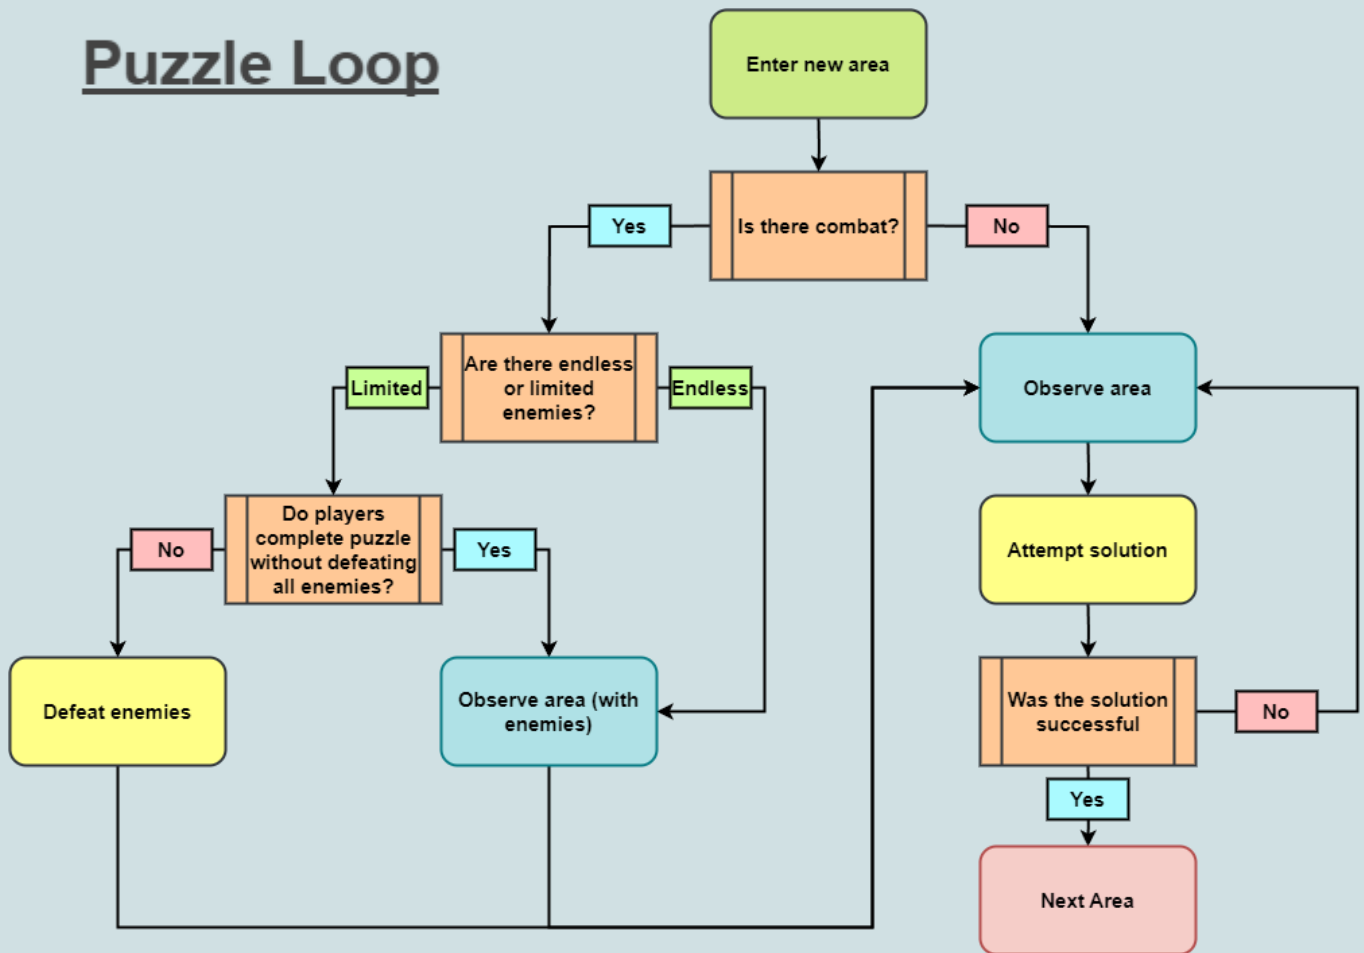 Puzzle Loop
Enter new area
Is there combat?
Yes
No
Are there endless
or limited
enemies?
Limited
Endless
Observe area
Do players
complete puzzle
without defeating
all enemies?
No
Yes
Attempt solution
Defeat enemies
Observe area (with
enemies)
Was the solution
successful
No
Yes
Next Area